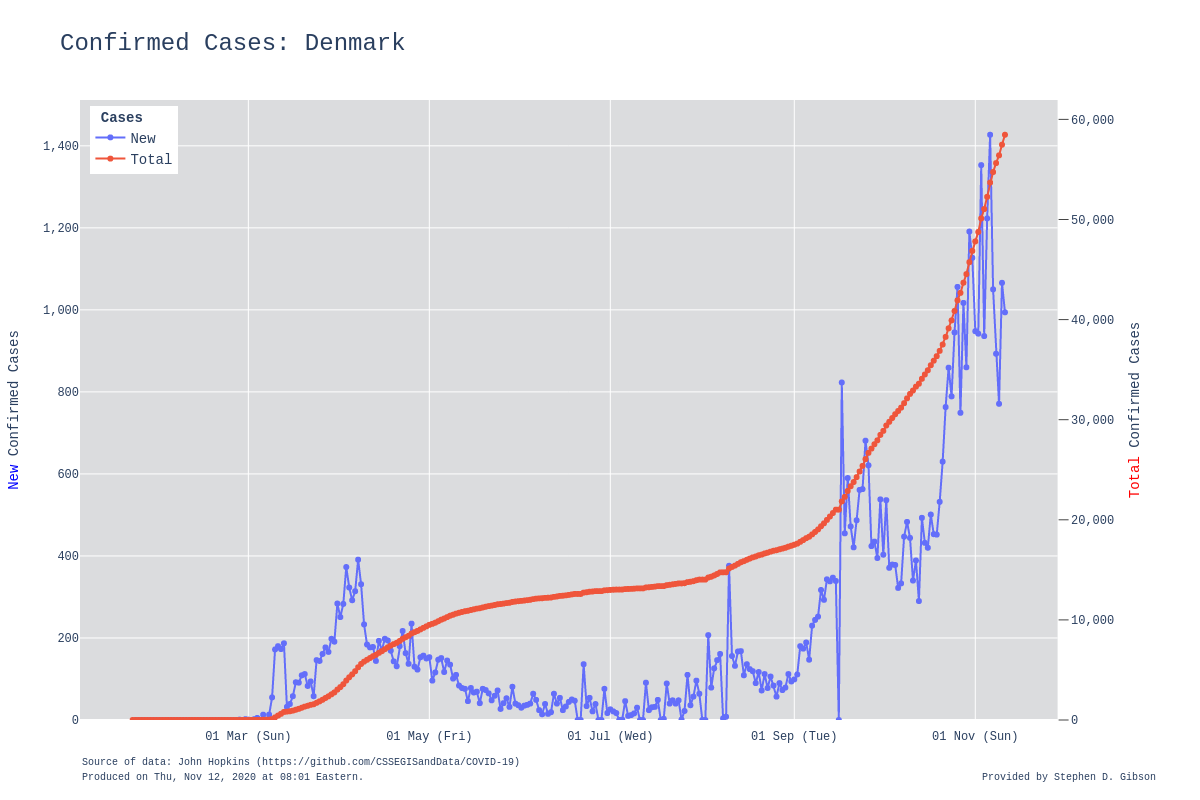 Confirmed Cases: Denmark
Cases
New
Total
1,400
1,200
1,000
800
600
400
200
0
New Confirmed Cases
60,000
50,000
40,000
30,000
20,000
10,000
0
Total Confirmed Cases
01 Mar (Sun)
01 May (Fri)
01 Jul (Wed)
01 Sep (Tue)
01 Nov (Sun)
Source of data: John Hopkins (https://github.com/CSSEGISandData/COVID-19)
Produced on Thu, Nov 12, 2020 at 08:01 Eastern.
Provided by Stephen D. Gibson